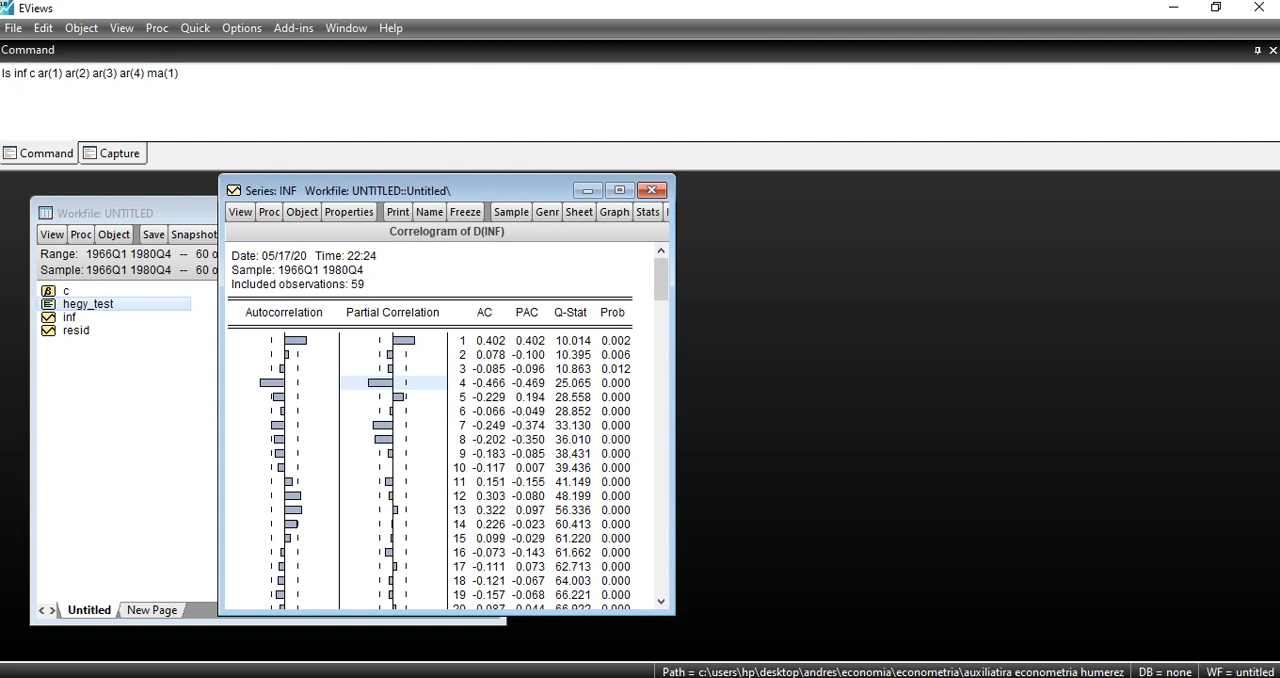 EViews
File Edit Object View Proc Quick Options Add-ins Window Help
Command
ls inf c ar(1) ar(2) ar(3) ar(4) ma(1)
Command Capture
Workfile: UNTITLED
View Proc Object Save Snapshot
Range: 1966Q1 1980Q4 -- 60 o
Sample: 1966Q1 1980Q4 -- 60 o
c
hegy_test
inf
resid
Untitled New Page
Series: INF Workfile: UNTITLED::Untitled\
View Proc Object Properties Print Name Freeze Sample Genr Sheet Graph Stats
Correlogram of D(INF)
Date: 05/17/20 Time: 22:24
Sample: 1966Q1 1980Q4
Included observations: 59
Autocorrelation Partial Correlation AC PAC Q-Stat Prob
1 0.402 0.402 10.014 0.002
2 0.078 -0.100 10.395 0.006
3 -0.085 -0.096 10.863 0.012
4 -0.466 -0.469 25.065 0.000
5 -0.229 0.194 28.558 0.000
6 -0.066 -0.049 28.852 0.000
7 -0.249 -0.374 33.130 0.000
8 -0.202 -0.350 36.010 0.000
9 -0.183 -0.085 38.431 0.000
10 -0.117 0.007 39.436 0.000
11 0.151 -0.155 41.149 0.000
12 0.303 -0.080 48.199 0.000
13 0.322 0.097 56.336 0.000
14 0.226 -0.023 60.413 0.000
15 0.099 -0.029 61.220 0.000
16 -0.073 -0.143 61.662 0.000
17 -0.111 0.073 62.713 0.000
18 -0.121 -0.067 64.003 0.000
19 -0.157 -0.068 66.221 0.000
Path = c:\users\hp\desktop\andres\economia\econometria\auxiliatira econometria humerez DB = none WF = untitled